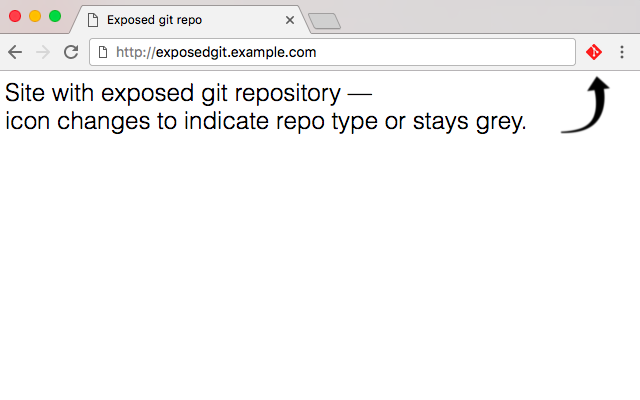 Exposed git repo
http://exposedgit.example.com
Site with exposed git repository —
icon changes to indicate repo type or stays grey.